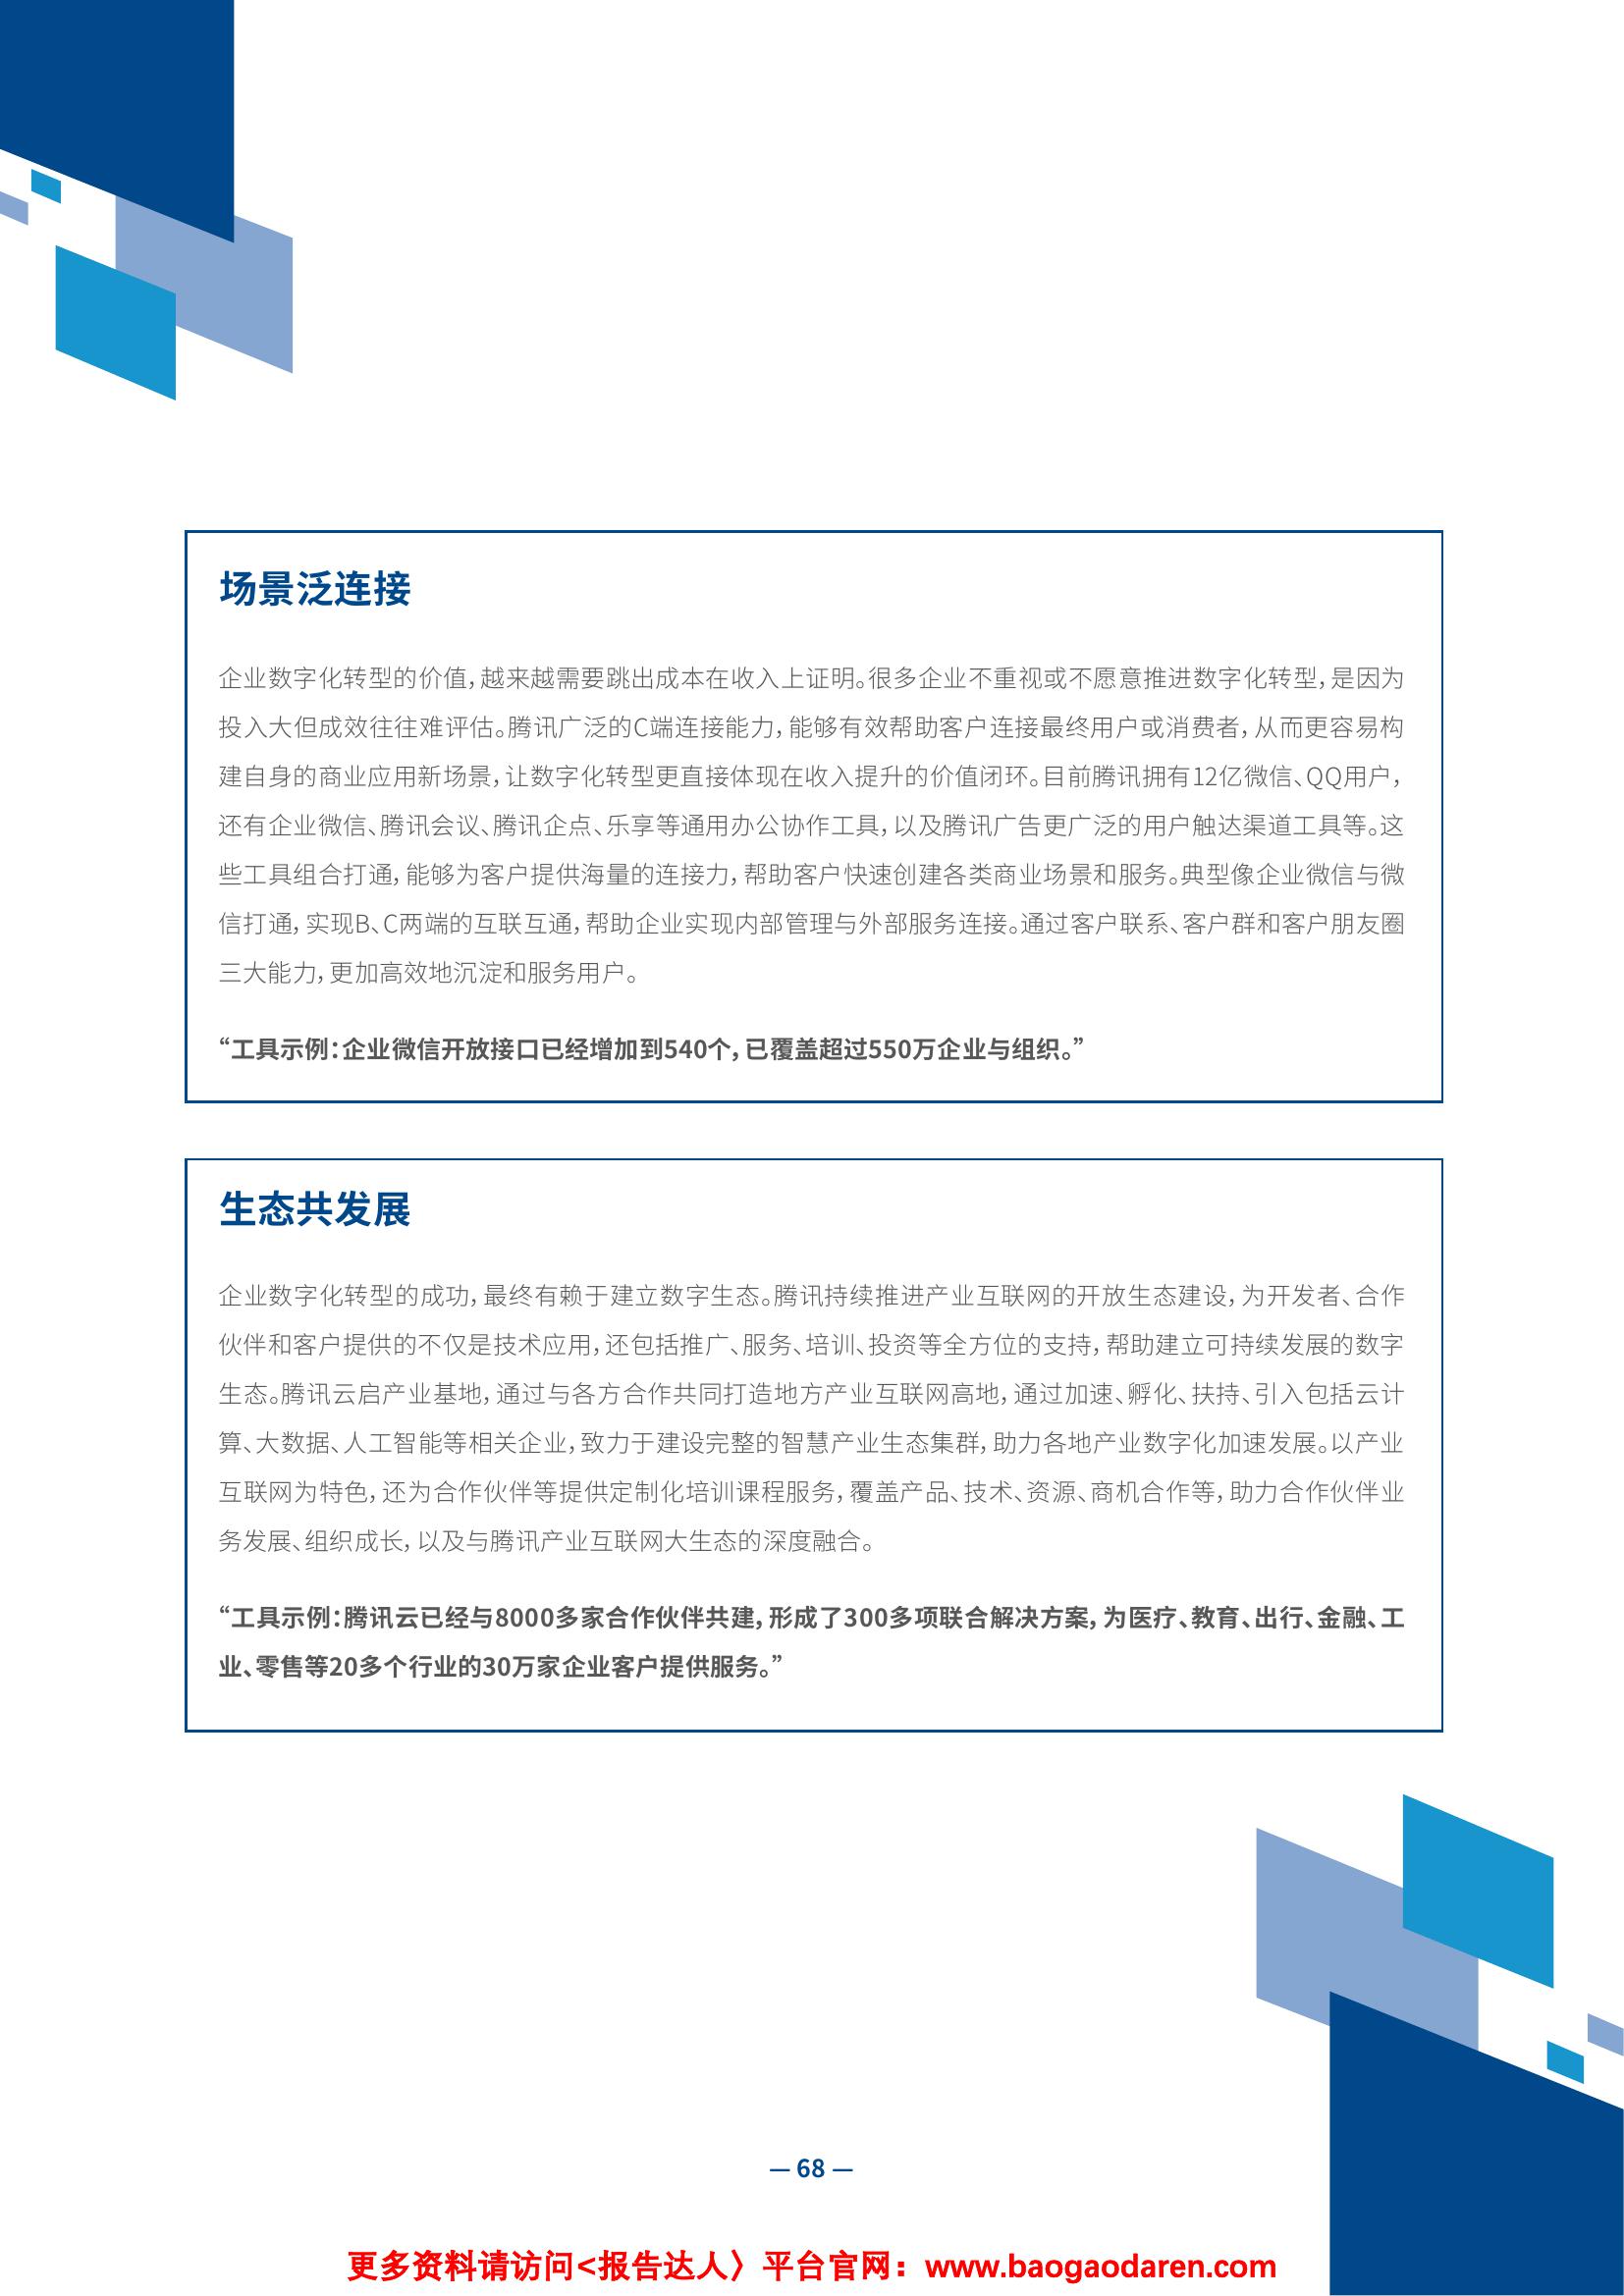 场景泛连接
企业数字化转型的价值，越来越需要跳出成本在收入上证明。很多企业不重视或不愿意推进数字化转型，是因为
投入大但成效往往难评估。腾讯广泛的C端连接能力，能够有效帮助客户连接最终用户或消费者，从而更容易构
建自身的商业应用新场景，让数字化转型更直接体现在收入提升的价值闭环。目前腾讯拥有12亿微信、QQ用户，
还有企业微信、腾讯会议、腾讯企点、乐享等通用办公协作工具，以及腾讯广告更广泛的用户触达渠道工具等。这
些工具组合打通，能够为客户提供海量的连接力，帮助客户快速创建各类商业场景和服务。典型像企业微信与微
信打通，实现B、C两端的互联互通，帮助企业实现内部管理与外部服务连接。通过客户联系、客户群和客户朋友圈
三大能力，更加高效地沉淀和服务用户。
“工具示例：企业微信开放接口已经增加到540个，已覆盖超过550万企业与组织。”
生态共发展
企业数字化转型的成功，最终有赖于建立数字生态。腾讯持续推进产业互联网的开放生态建设，为开发者、合作
伙伴和客户提供的不仅是技术应用，还包括推广、服务、培训、投资等全方位的支持，帮助建立可持续发展的数字
生态。腾讯云启产业基地，通过与各方合作共同打造地方产业互联网高地，通过加速、孵化、扶持、引入包括云计
算、大数据、人工智能等相关企业，致力于建设完整的智慧产业生态集群，助力各地产业数字化加速发展。以产业
互联网为特色，还为合作伙伴等提供定制化培训课程服务，覆盖产品、技术、资源、商机合作等，助力合作伙伴业
务发展、组织成长，以及与腾讯产业互联网大生态的深度融合。
“工具示例：腾讯云已经与8000多家合作伙伴共建，形成了300多项联合解决方案，为医疗、教育、出行、金融、工
业、零售等20多个行业的30万家企业客户提供服务。”
— 68 —
更多资料请访问<报告达人〉平台官网：www.baogaodaren.com